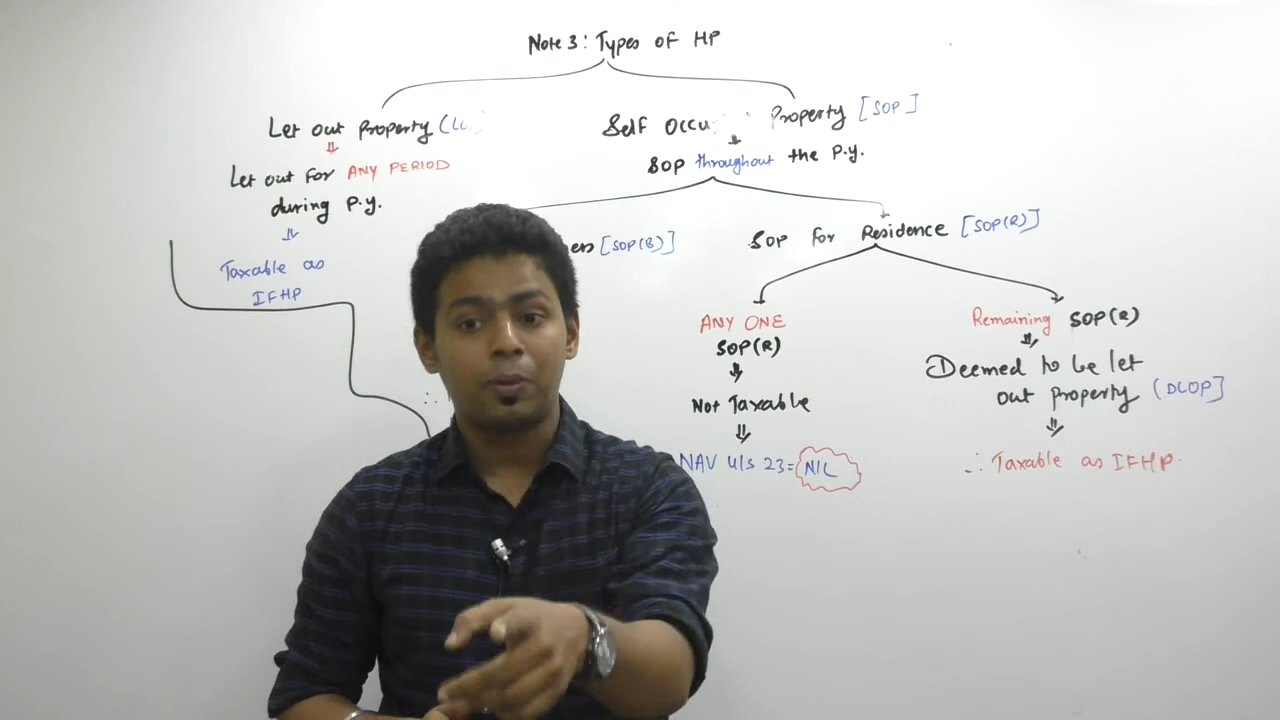 Note 3: Types of HP
Let out Property
Let out for ANY PERIOD
during P.y.
Taxable as
IFHP
Self Property [SOP]
SOP throughout the P.y.
[SOP(B)]
SOP for Residence [SOP(R)]
ANY ONE
SOP(R)
Not Taxable
NAV u/s 23= NIL
Remaining SOP(R)
Deemed to be let
out property (DLOP]
∴ Taxable as IFHP.